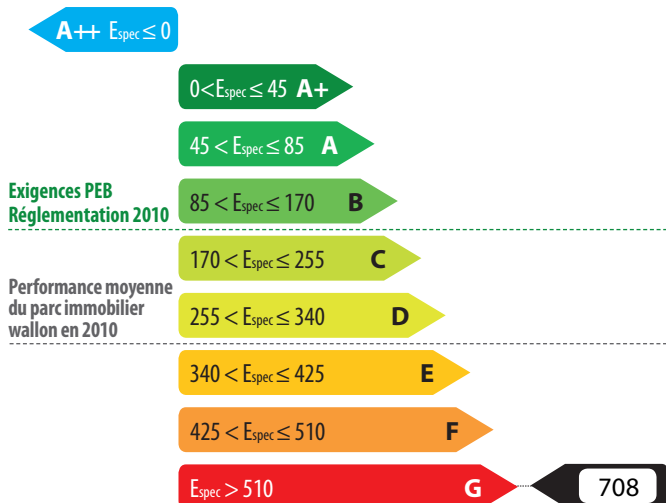 A++ Espec ≤ 0
0<Espec ≤ 45 A+
45 < Espec ≤ 85 A
Exigences PEB
Réglementation 2010
85 < Espec ≤ 170 B
170 < Espec ≤ 255 C
Performance moyenne
du parc immobilier
wallon en 2010
255 < Espec ≤ 340 D
340 < Espec ≤ 425 E
425 < Espec ≤ 510 F
Espec > 510 G
708